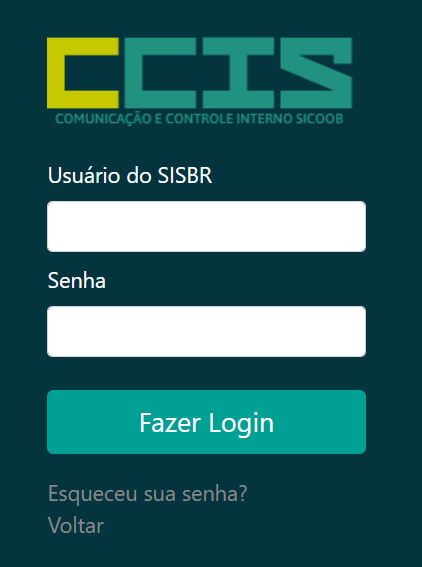 CCIS
COMUNICAÇÃO E CONTROLE INTERNO SICOOB
Usuário do SISBR
Senha
Fazer Login
Esqueceu sua senha?
Voltar